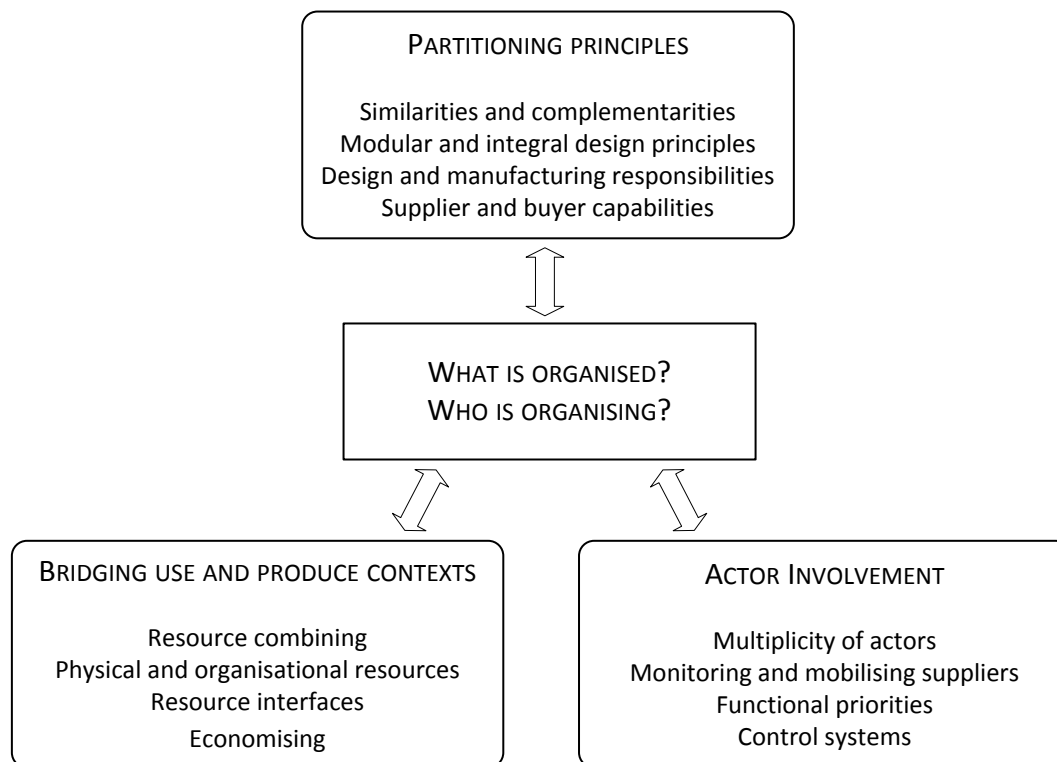 PARTITIONING PRINCIPLES
Similarities and complementarities
Modular and integral design principles
Design and manufacturing responsibilities
Supplier and buyer capabilities
WHAT IS ORGANISED?
WHO IS ORGANISING?
BRIDGING USE AND PRODUCE CONTEXTS
Resource combining
Physical and organisational resources
Resource interfaces
Economising
ACTOR INVOLVEMENT
Multiplicity of actors
Monitoring and mobilising suppliers
Functional priorities
Control systems